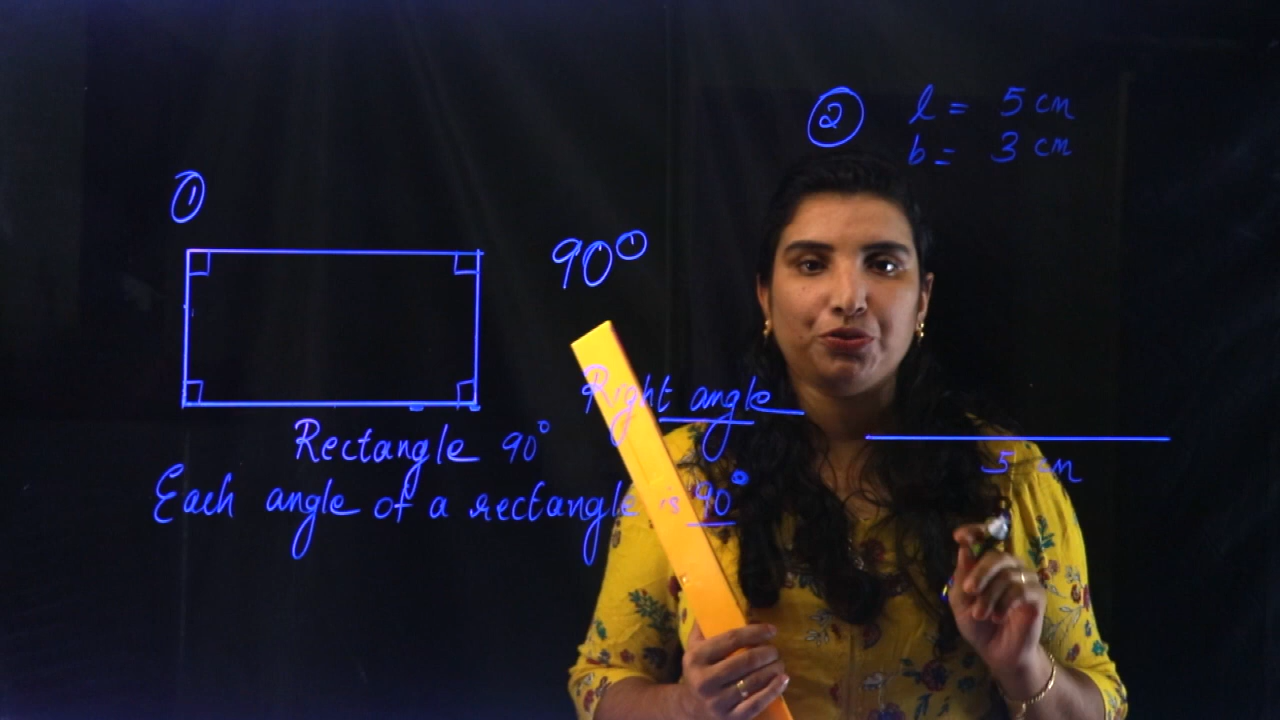 ①
90°
Rectangle 90°
Right angle
Each angle of a rectangle is 90°
② l = 5 cm
b = 3 cm
5 cm